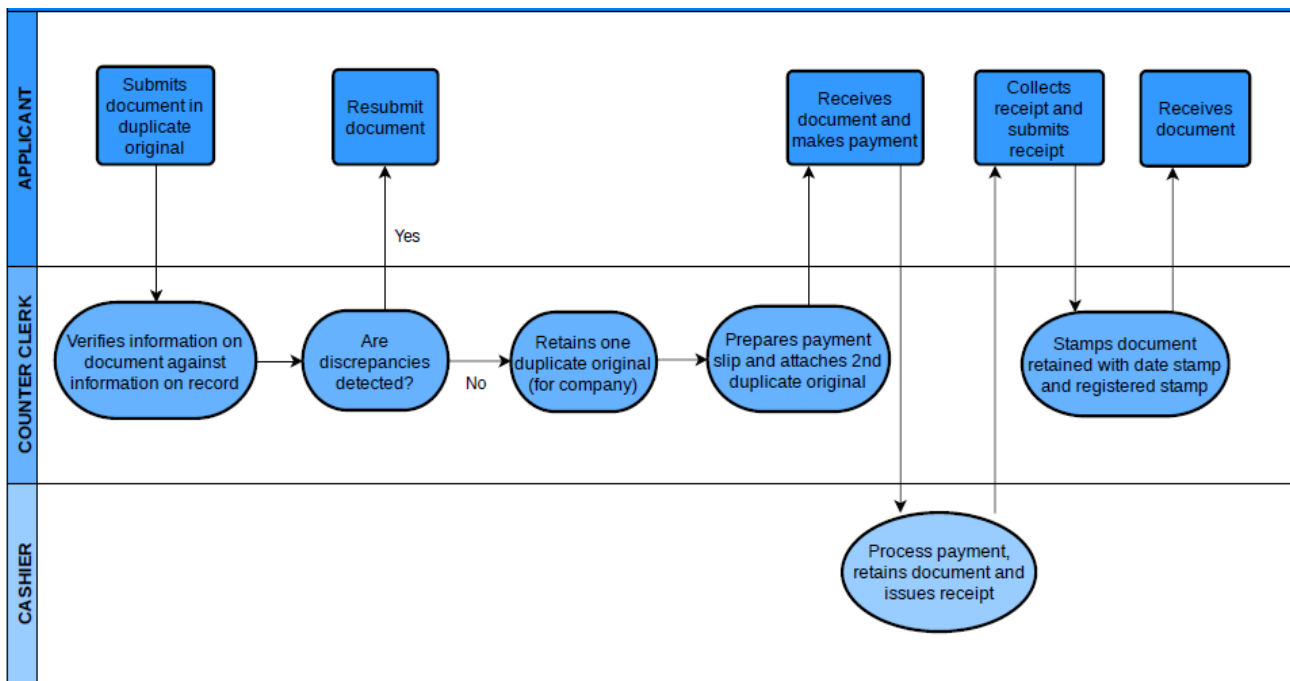 APPLICANT
Submits
document in
duplicate
original
Resubmit
document
Receives
document and
makes payment
Collects
receipt and
submits
receipt
Receives
document
Yes
COUNTER CLERK
Verifies information on
document against
information on record
Are
discrepancies
detected?
No
Retains one
duplicate original
(for company)
Prepares payment
slip and attaches 2nd
duplicate original
Stamps document
retained with date stamp
and registered stamp
CASHIER
Process payment,
retains document and
issues receipt